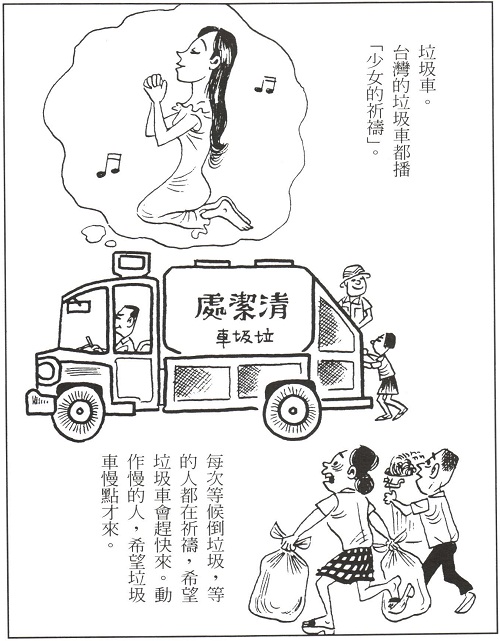 垃圾車。
台灣的垃圾車都播
「少女的祈禱」。
清潔處
垃圾車
每次等候倒垃圾，等
的人都在祈禱，希望
垃圾車會趕快來。動
作慢的人，希望垃圾
車慢點才來。